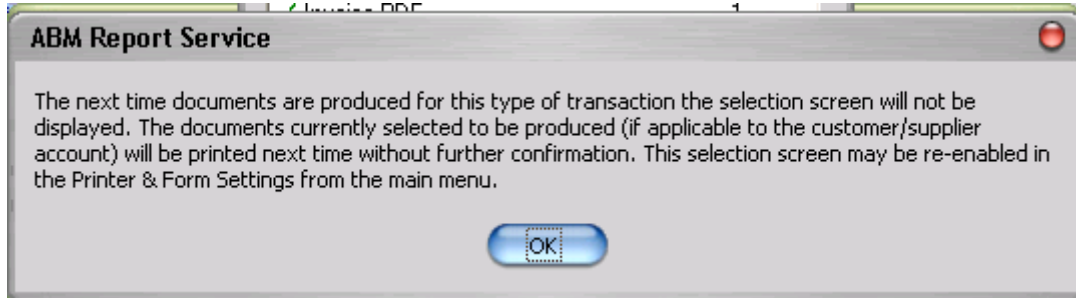 Invoice PDF 1
ABM Report Service
The next time documents are produced for this type of transaction the selection screen will not be
displayed. The documents currently selected to be produced (if applicable to the customer/supplier
account) will be printed next time without further confirmation. This selection screen may be re-enabled in
the Printer & Form Settings from the main menu.
OK